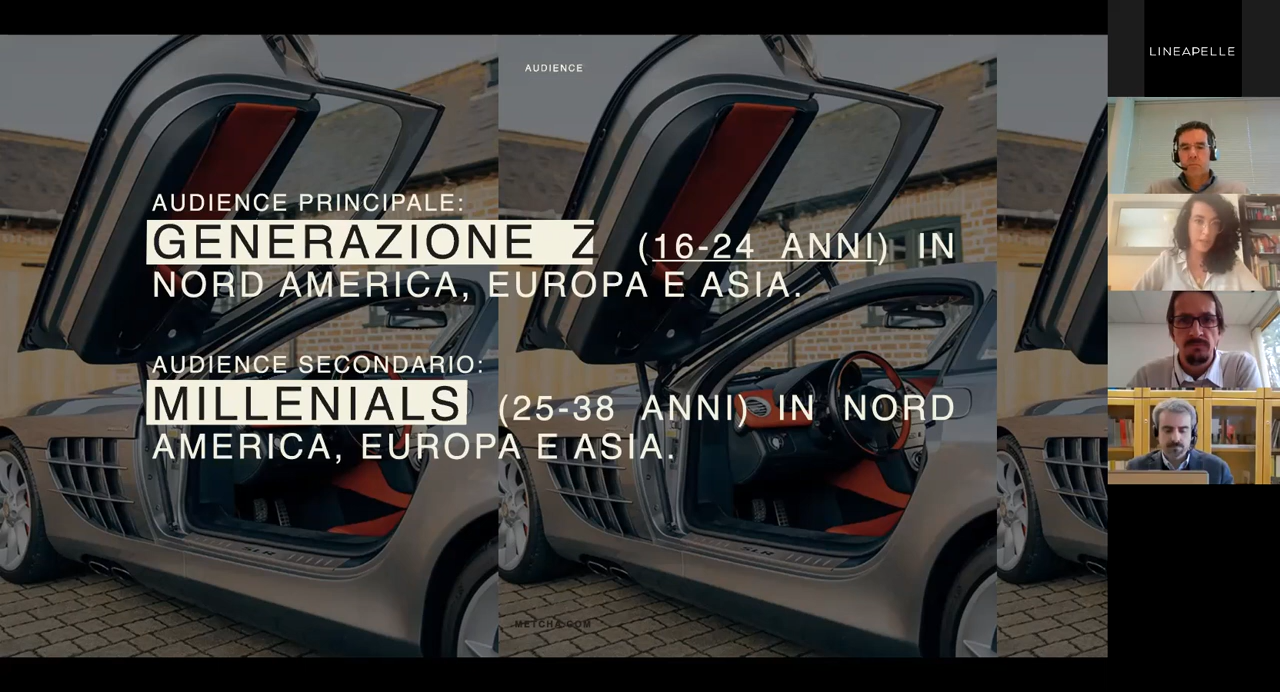 AUDIENCE
LINEAPELLE
AUDIENCE PRINCIPALE:
GENERAZIONE Z (16-24 ANNI) IN
NORD AMERICA, EUROPA E ASIA.
AUDIENCE SECONDARIO:
MILLENIALS (25-38 ANNI) IN NORD
AMERICA, EUROPA E ASIA.
SLR
METCHA.COM